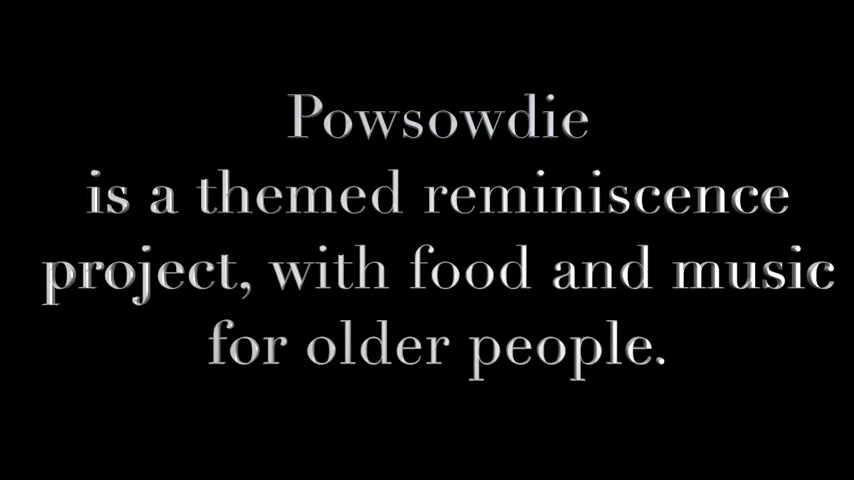 Powsowdie
is a themed reminiscence
project, with food and music
for older people.